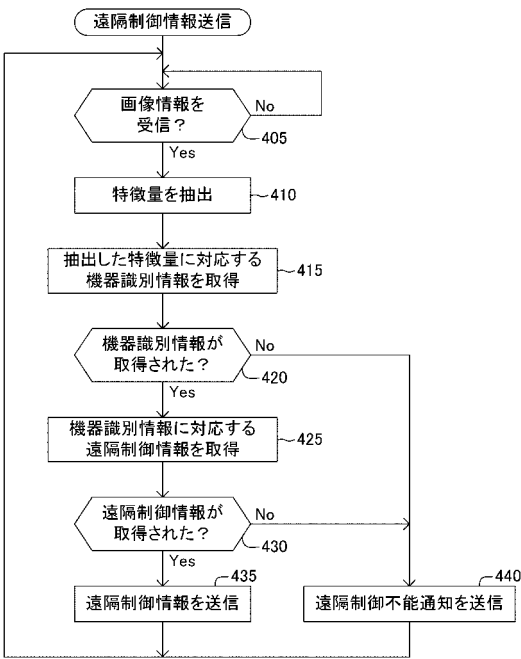 遠隔制御情報送信
画像情報を
受信？
No
405
Yes
特徴量を抽出
410
抽出した特徴量に対応する
機器識別情報を取得
415
機器識別情報が
取得された？
No
420
Yes
機器識別情報に対応する
遠隔制御情報を取得
425
遠隔制御情報が
取得された？
No
430
Yes
435
遠隔制御情報を送信
440
遠隔制御不能通知を送信